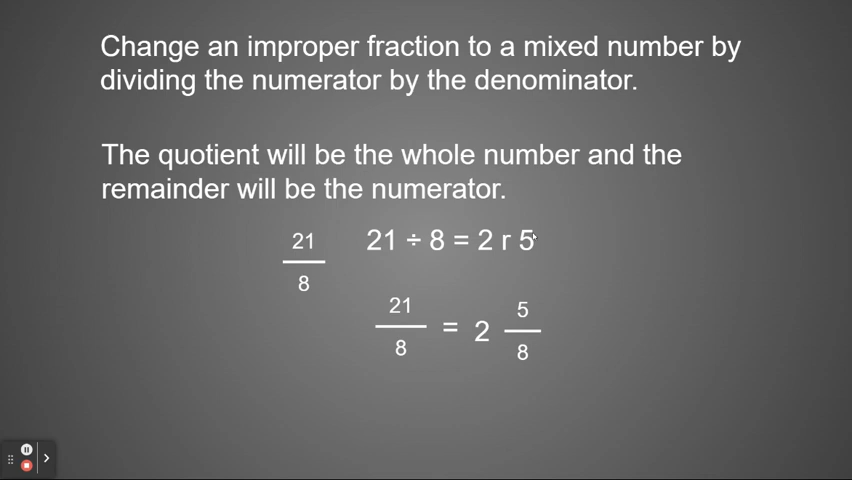 Change an improper fraction to a mixed number by
dividing the numerator by the denominator.
The quotient will be the whole number and the
remainder will be the numerator.
21/8 21 ÷ 8 = 2 r 5
21/8 = 2 5/8